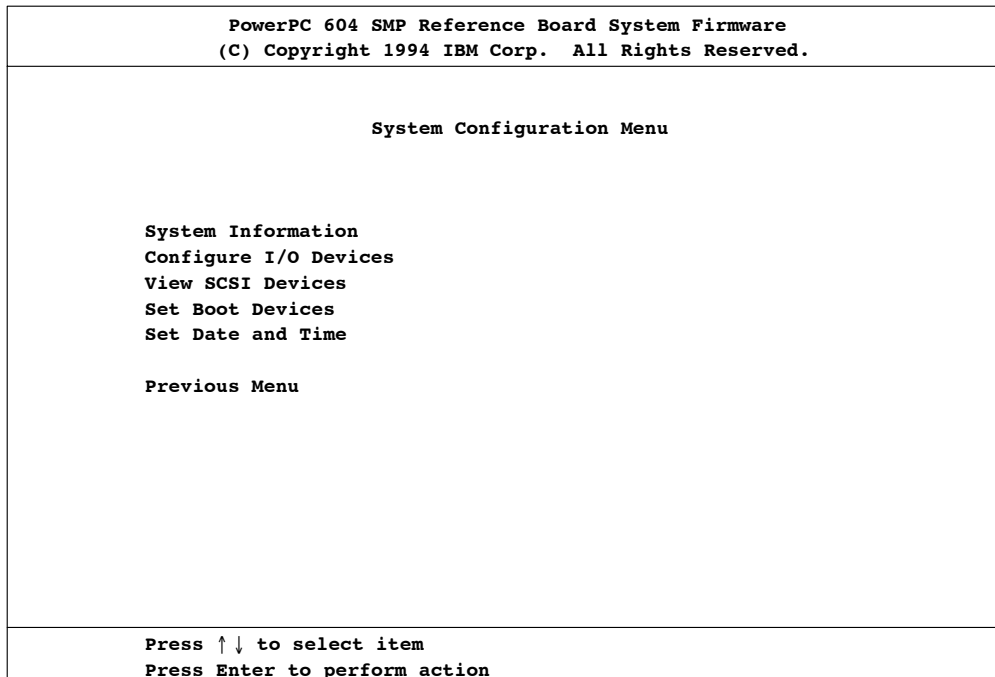 PowerPC 604 SMP Reference Board System Firmware
(C) Copyright 1994 IBM Corp. All Rights Reserved.
System Configuration Menu
System Information
Configure I/O Devices
View SCSI Devices
Set Boot Devices
Set Date and Time
Previous Menu
Press ↑↓ to select item
Press Enter to perform action